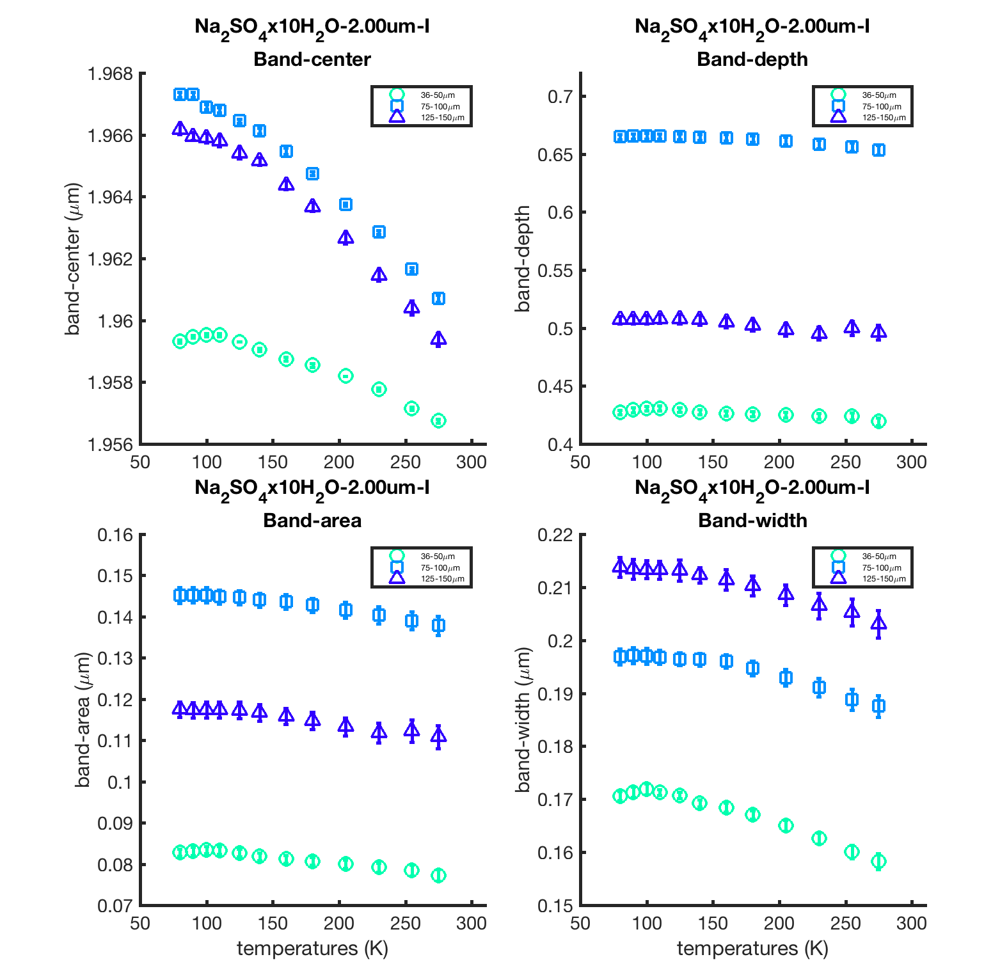 Na2SO4x10H2O-2.00um-I
Band-center
1.968
1.966
1.964
1.962
1.96
1.958
1.956
band-center (μm)
50 100 150 200 250 300
36-50μm
75-100μm
125-150μm
Na2SO4x10H2O-2.00um-I
Band-depth
0.7
0.65
0.6
0.55
0.5
0.45
0.4
band-depth
50 100 150 200 250 300
36-50μm
75-100μm
125-150μm
Na2SO4x10H2O-2.00um-I
Band-area
0.16
0.15
0.14
0.13
0.12
0.11
0.1
0.09
0.08
0.07
band-area (μm)
50 100 150 200 250 300
temperatures (K)
36-50μm
75-100μm
125-150μm
Na2SO4x10H2O-2.00um-I
Band-width
0.22
0.21
0.2
0.19
0.18
0.17
0.16
0.15
band-width (μm)
50 100 150 200 250 300
temperatures (K)
36-50μm
75-100μm
125-150μm